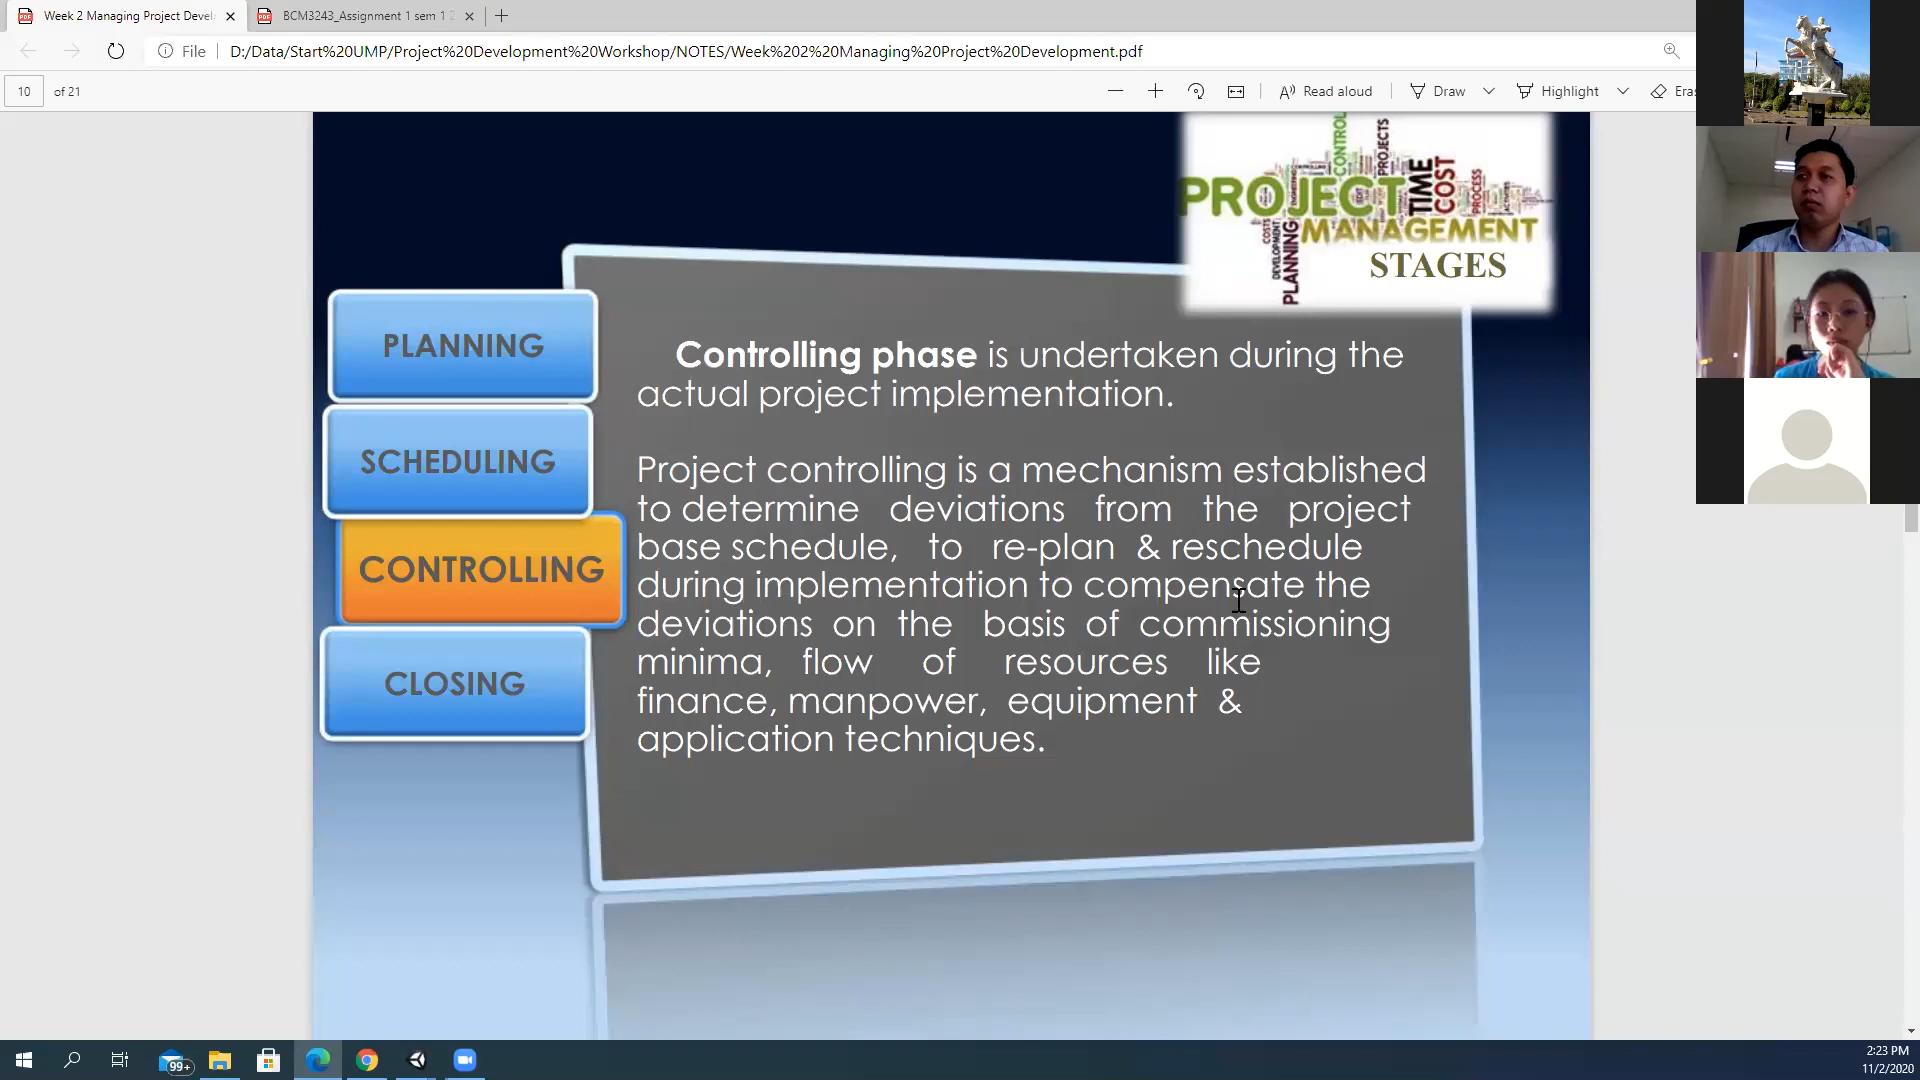 Week 2 Managing Project Devel
BCM3243_Assignment 1 sem 1 2
File
D:/Data/Start%20UMP/Project%20Development%20Workshop/NOTES/Week%202%20Managing%20Project%20Development.pdf
10 of 21
Read aloud
Draw
Highlight
Eras
CONTROL
PROJECTS
PROJECT
TIME
COST
PROCESS
MANAGEMENT
COSTS
DEVELOPMENT
PLANNING
STAGES
PLANNING
SCHEDULING
CONTROLLING
CLOSING
Controlling phase is undertaken during the
actual project implementation.
Project controlling is a mechanism established
to determine deviations from the project
base schedule, to re-plan & reschedule
during implementation to compensate the
deviations on the basis of commissioning
minima, flow of resources like
finance, manpower, equipment &
application techniques.
99+
2:23 PM
11/2/2020